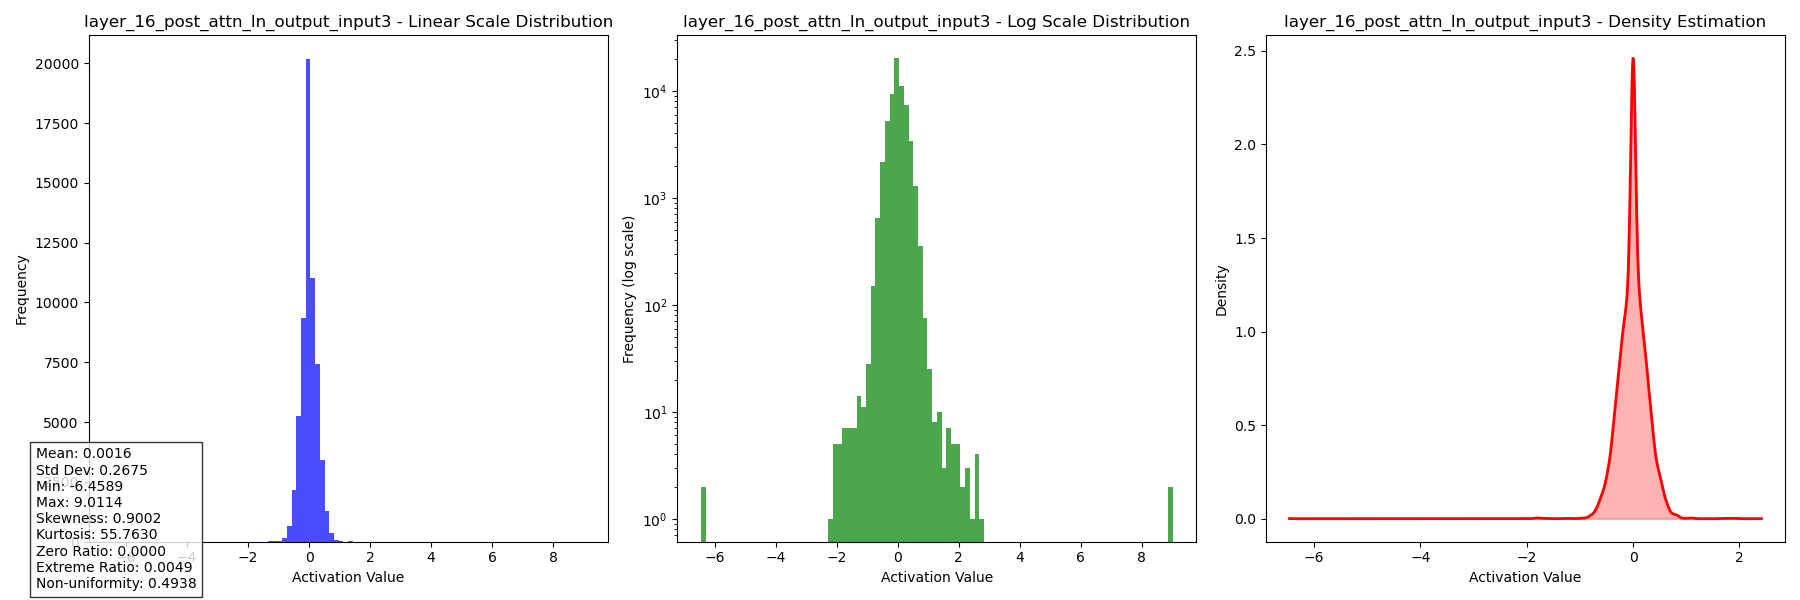 layer_16_post_attn_ln_output_input3 - Linear Scale Distribution
20000
17500
15000
12500
10000
7500
5000
2500
0
Frequency
−6 −4 −2 0 2 4 6 8
Activation Value
Mean: 0.0016
Std Dev: 0.2675
Min: -6.4589
Max: 9.0114
Skewness: 0.9002
Kurtosis: 55.7630
Zero Ratio: 0.0000
Extreme Ratio: 0.0049
Non-uniformity: 0.4938
layer_16_post_attn_ln_output_input3 - Log Scale Distribution
10⁴
10³
10²
10¹
10⁰
Frequency (log scale)
−6 −4 −2 0 2 4 6 8
Activation Value
layer_16_post_attn_ln_output_input3 - Density Estimation
2.5
2.0
1.5
1.0
0.5
0.0
Density
−6 −4 −2 0 2
Activation Value